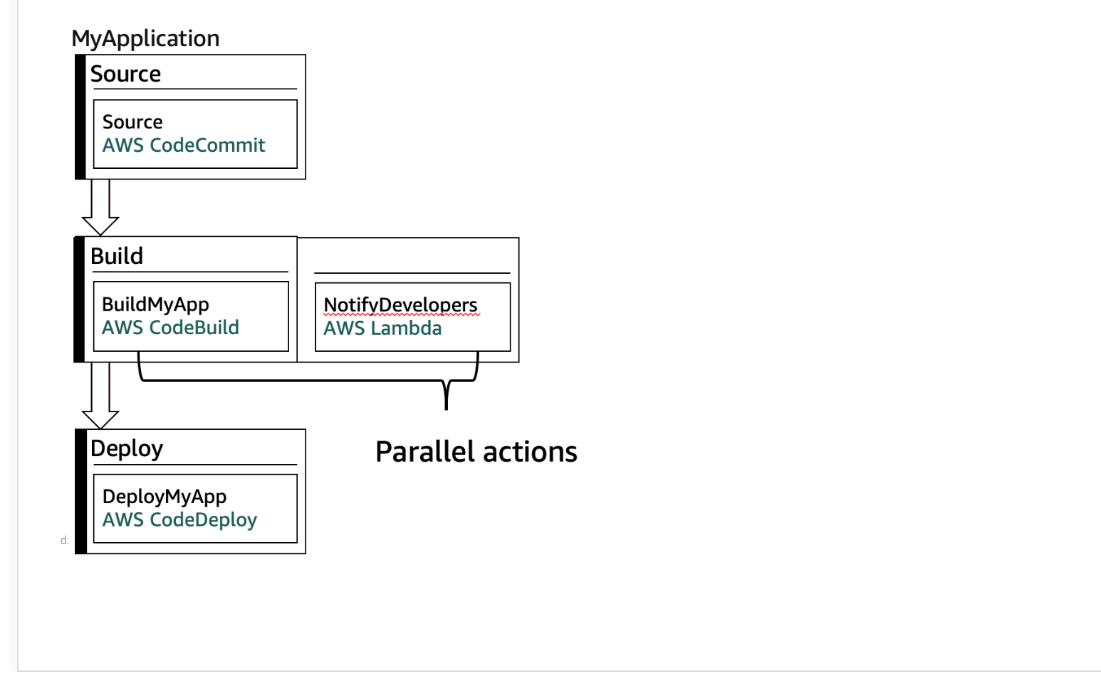 MyApplication
Source
Source
AWS CodeCommit
Build
BuildMyApp
AWS CodeBuild
NotifyDevelopers
AWS Lambda
Parallel actions
Deploy
DeployMyApp
AWS CodeDeploy
d.